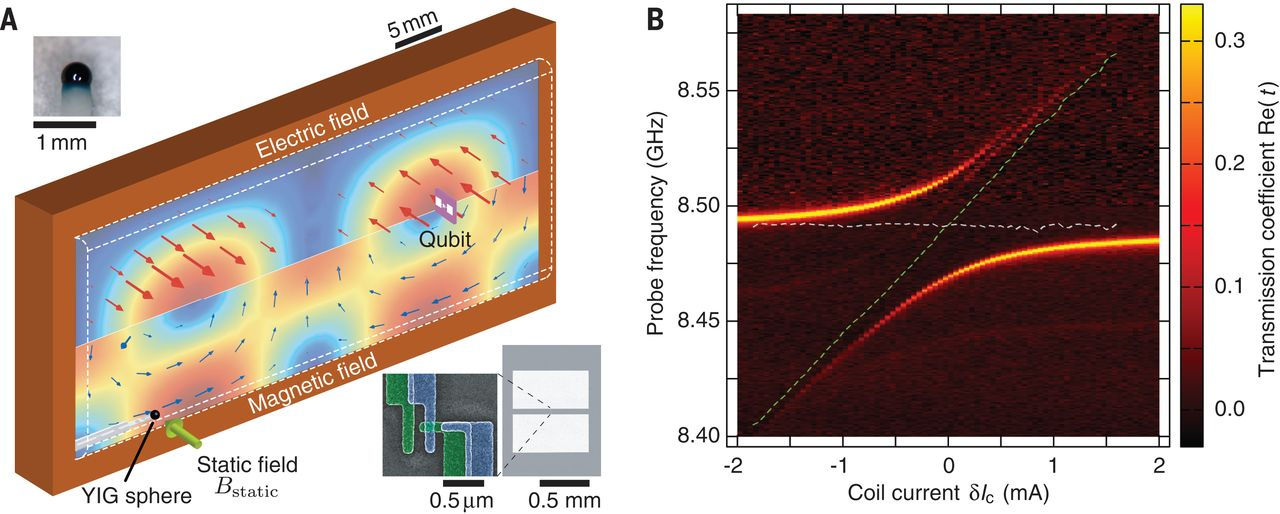 A
5 mm
1 mm
Electric field
Qubit
Magnetic field
Static field
B static
YIG sphere
0.5 μm
0.5 mm
B
Probe frequency (GHz)
8.55
8.50
8.45
8.40
-2
-1
0
1
2
Coil current δIc (mA)
0.3
0.2
0.1
0.0
Transmission coefficient Re(t)